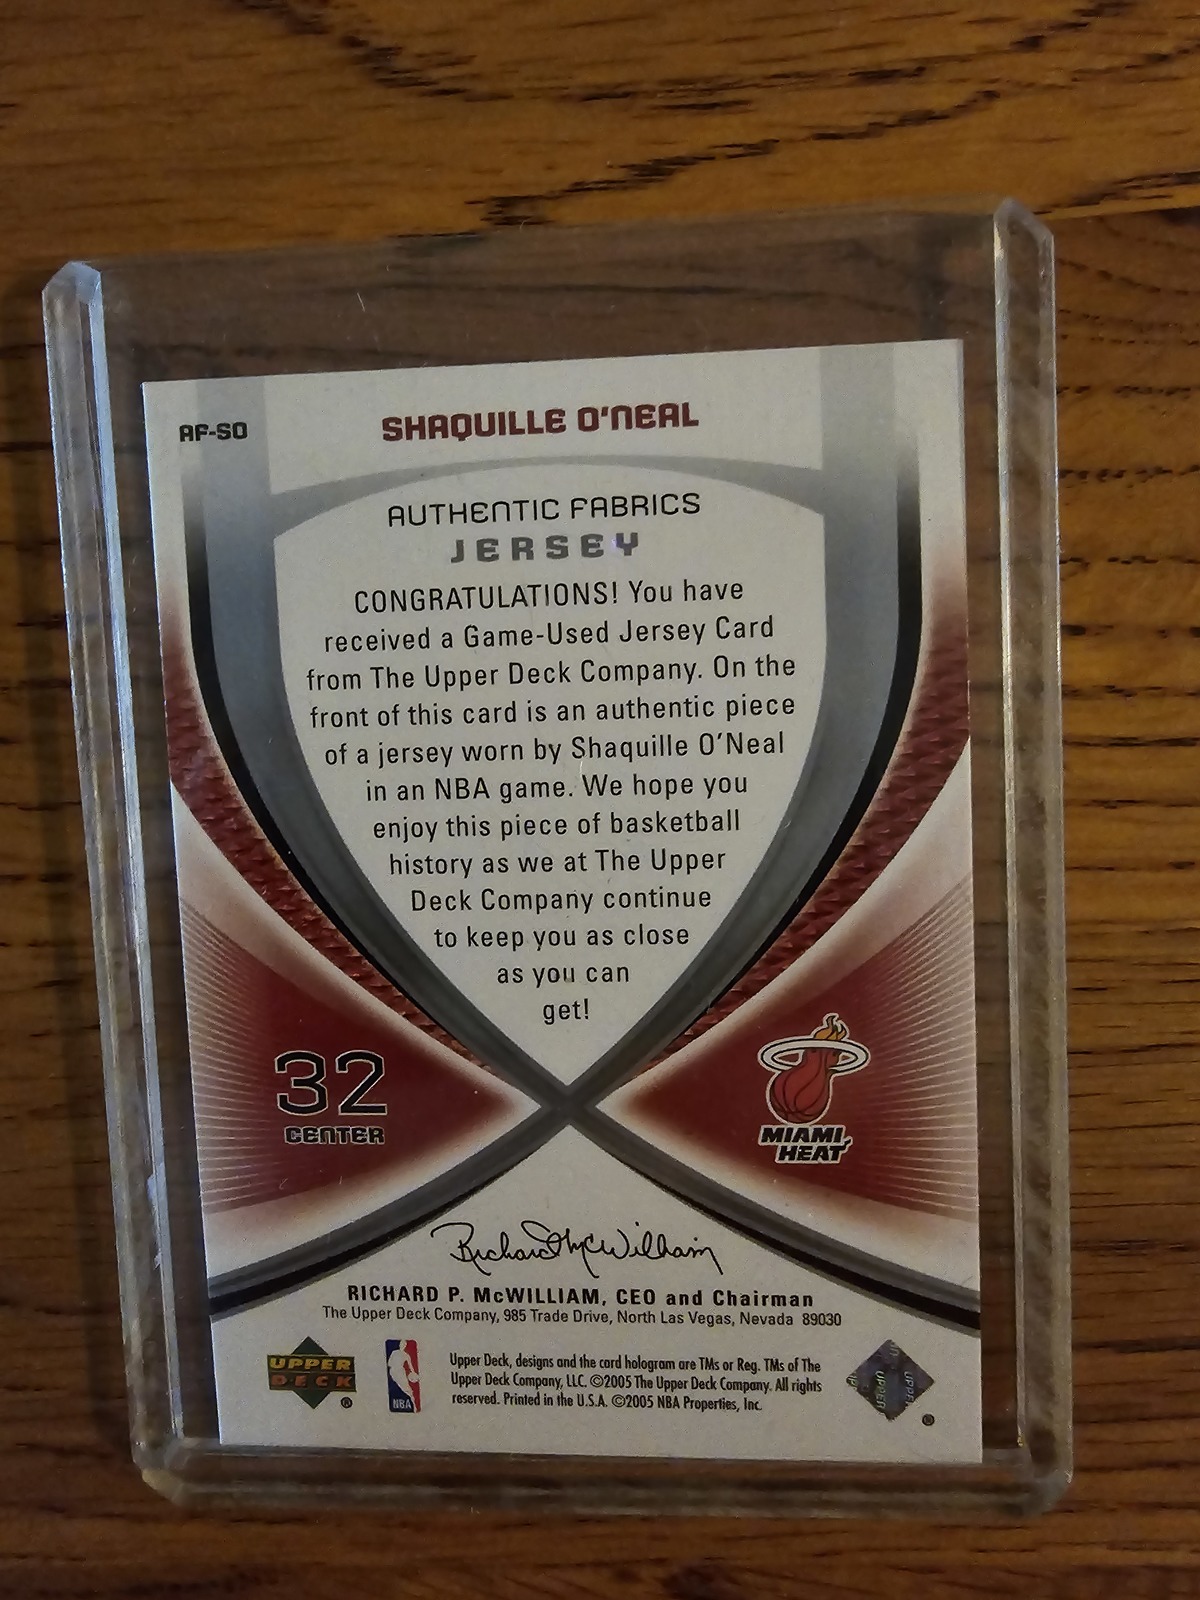 AF-SO
SHAQUILLE O'NEAL
AUTHENTIC FABRICS
JERSEY
CONGRATULATIONS! You have
received a Game-Used Jersey Card
from The Upper Deck Company. On the
front of this card is an authentic piece
of a jersey worn by Shaquille O'Neal
in an NBA game. We hope you
enjoy this piece of basketball
history as we at The Upper
Deck Company continue
to keep you as close
as you can
get!
32
CENTER
MIAMI
HEAT
Richard McWilliam
RICHARD P. McWILLIAM, CEO and Chairman
The Upper Deck Company, 985 Trade Drive, North Las Vegas, Nevada 89030
UPPER
DECK
®
NBA
Upper Deck, designs and the card hologram are TMs or Reg. TMs of The
Upper Deck Company, LLC. ©2005 The Upper Deck Company. All rights
reserved. Printed in the U.S.A. ©2005 NBA Properties, Inc.
UPPER
®